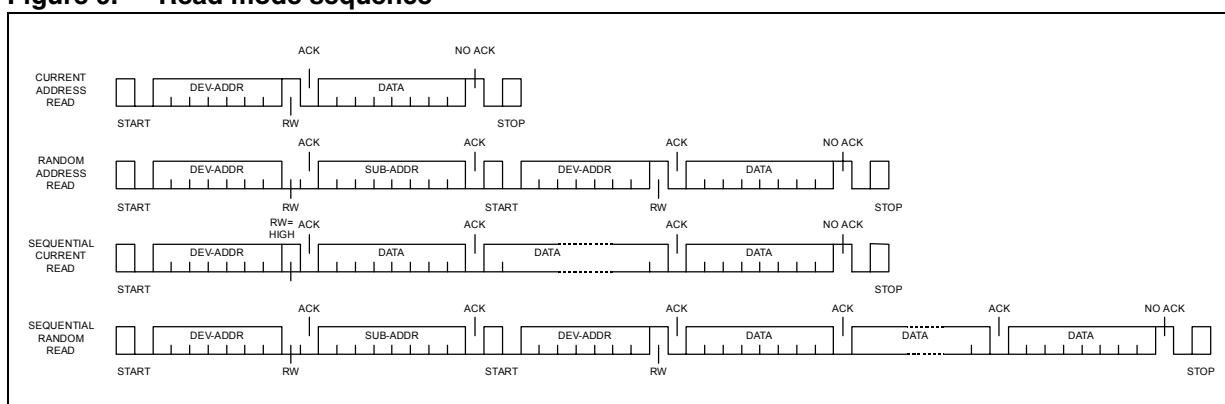 Figure 9. Read mode sequence
ACK NO ACK
CURRENT
ADDRESS
READ
DEV-ADDR DATA
START RW STOP
ACK ACK ACK NO ACK
RANDOM
ADDRESS
READ
DEV-ADDR SUB-ADDR DEV-ADDR DATA
START RW START RW STOP
RW=
HIGH
ACK ACK ACK NO ACK
SEQUENTIAL
CURRENT
READ
DEV-ADDR DATA DATA DATA
START STOP
ACK ACK ACK ACK ACK NO ACK
SEQUENTIAL
RANDOM
READ
DEV-ADDR SUB-ADDR DEV-ADDR DATA DATA DATA
START RW START RW STOP